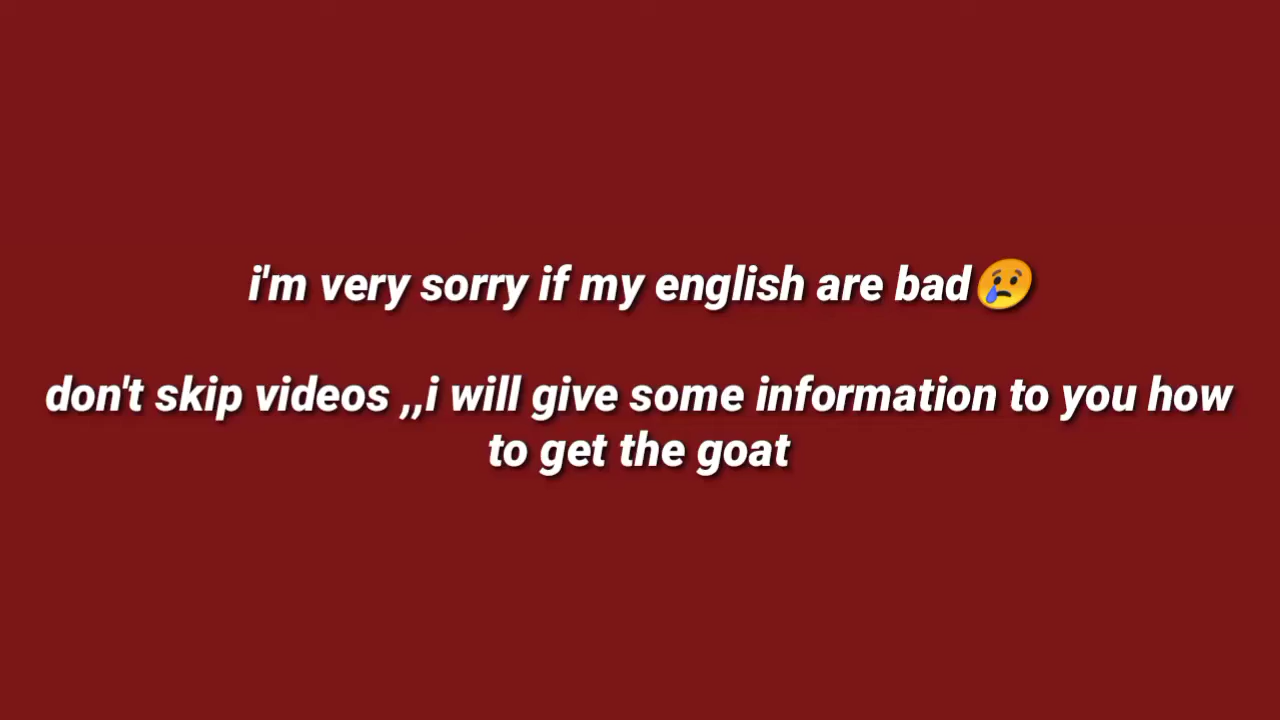 i'm very sorry if my english are bad😢
don't skip videos ,,i will give some information to you how
to get the goat